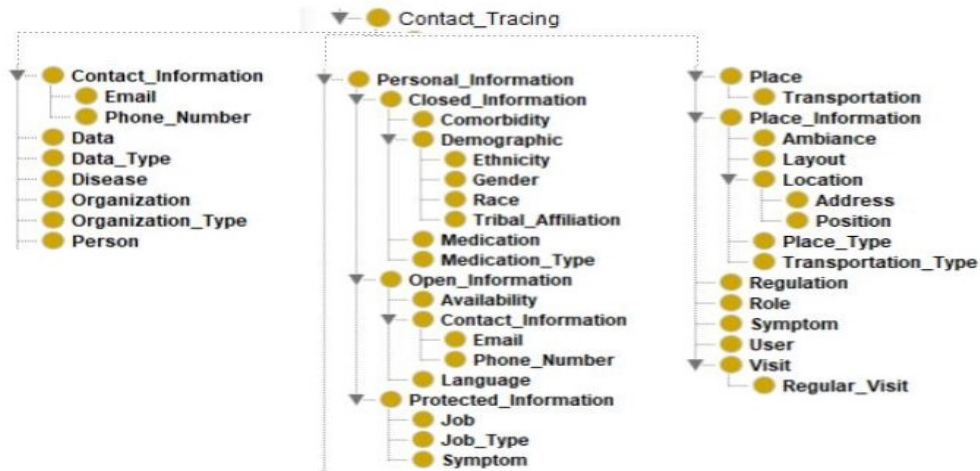 Contact_Tracing
Contact_Information
Email
Phone_Number
Data
Data_Type
Disease
Organization
Organization_Type
Person
Personal_Information
Closed_Information
Comorbidity
Demographic
Ethnicity
Gender
Race
Tribal_Affiliation
Medication
Medication_Type
Open_Information
Availability
Contact_Information
Email
Phone_Number
Language
Protected_Information
Job
Job_Type
Symptom
Place
Transportation
Place_Information
Ambiance
Layout
Location
Address
Position
Place_Type
Transportation_Type
Regulation
Role
Symptom
User
Visit
Regular_Visit